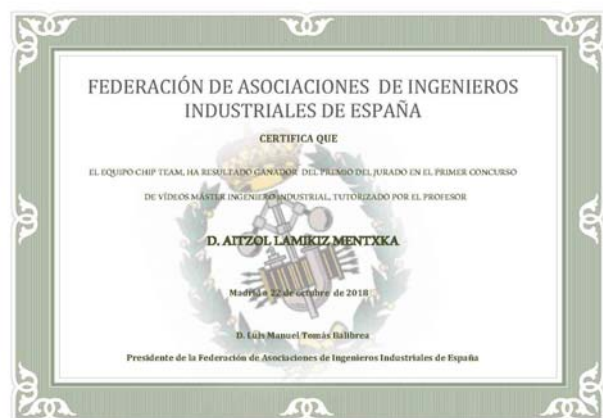 FEDERACIÓN DE ASOCIACIONES DE INGENIEROS
INDUSTRIALES DE ESPAÑA
CERTIFICA QUE
EL EQUIPO CHIP TEAM, HA RESULTADO GANADOR DEL PREMIO DEL JURADO EN EL PRIMER CONCURSO
DE VÍDEOS MÁSTER INGENIERO INDUSTRIAL, TUTORIZADO POR EL PROFESOR
D. AITZOL LAMIKIZ MENTXKA
Madrid a 22 de octubre de 2018
D. Luis Manuel Tomás Balibrea
Presidente de la Federación de Asociaciones de Ingenieros Industriales de España